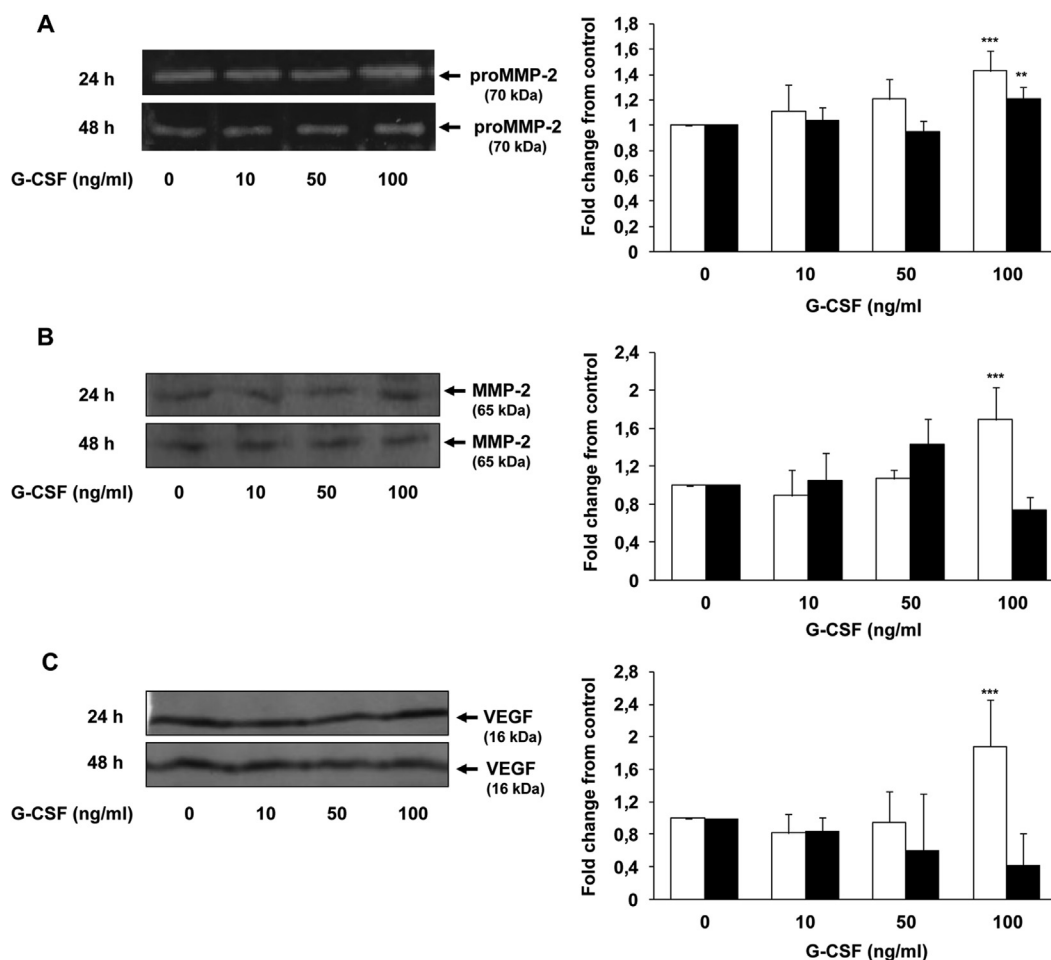 A
24 h
proMMP-2
(70 kDa)
48 h
proMMP-2
(70 kDa)
G-CSF (ng/ml) 0 10 50 100
Fold change from control
1,8
1,6
1,4
1,2
1
0,8
0,6
0,4
0,2
0
***
**
0 10 50 100
G-CSF (ng/ml
B
24 h
MMP-2
(65 kDa)
48 h
MMP-2
(65 kDa)
G-CSF (ng/ml) 0 10 50 100
Fold change from control
2,4
2
1,6
1,2
0,8
0,4
0
***
0 10 50 100
G-CSF (ng/ml
C
24 h
VEGF
(16 kDa)
48 h
VEGF
(16 kDa)
G-CSF (ng/ml) 0 10 50 100
Fold change from control
2,8
2,4
2
1,6
1,2
0,8
0,4
0
***
0 10 50 100
G-CSF (ng/ml)